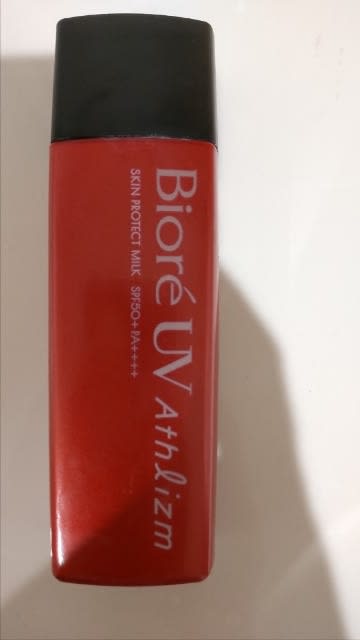 Bioré UV Athlizm
SKIN PROTECT MILK SPF50+ PA++++